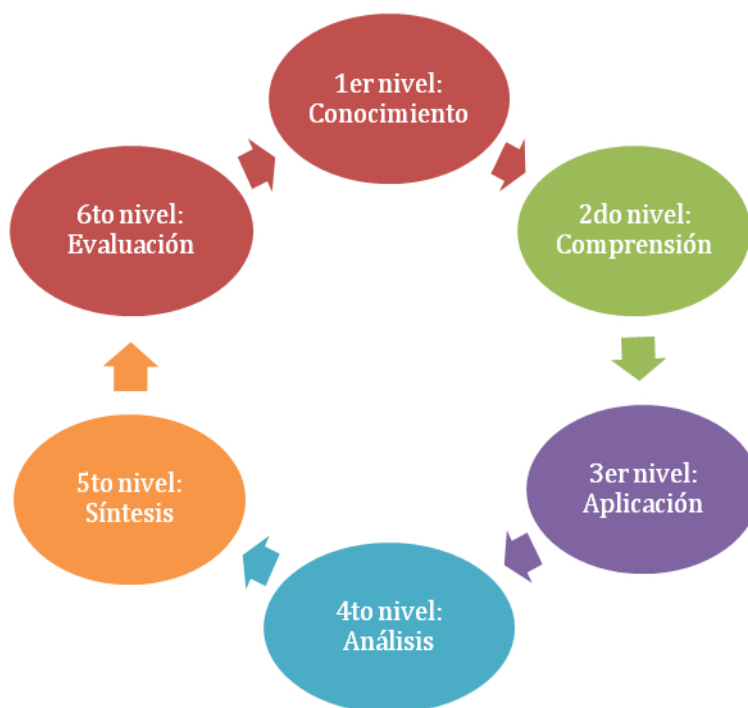 1er nivel:
Conocimiento
2do nivel:
Comprensión
3er nivel:
Aplicación
4to nivel:
Análisis
5to nivel:
Síntesis
6to nivel:
Evaluación